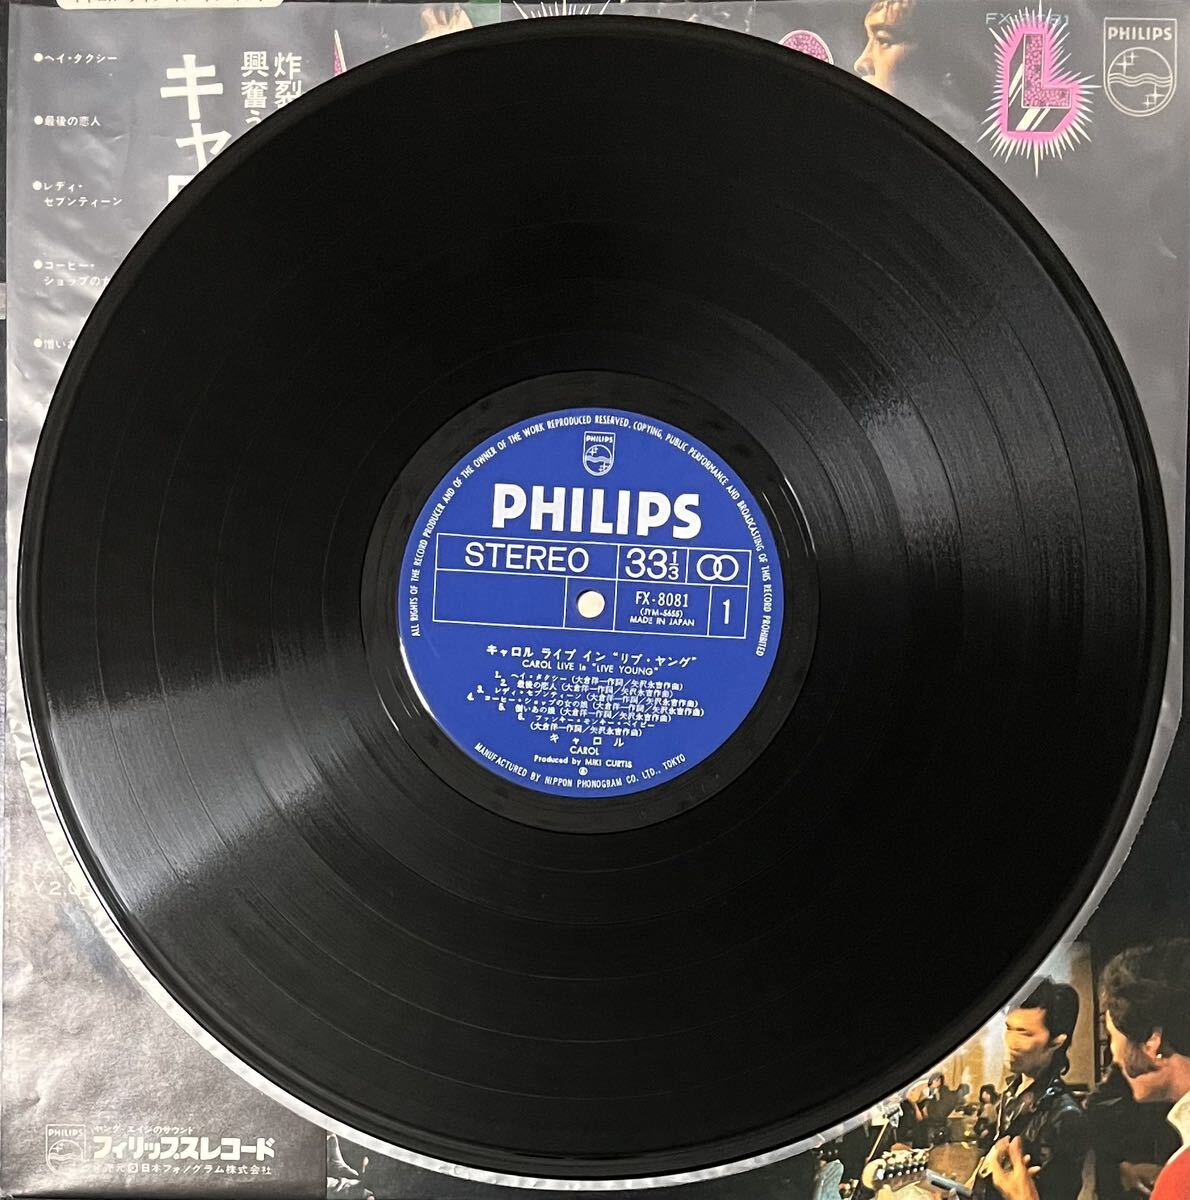 FX-8081
PHILIPS
L
炸裂
興奮
キャ
●ヘイ・タクシー
●最後の恋人
●レディ・
セブンティーン
●コーヒー・
ショップの
●憎い
ALL RIGHTS OF THE RECORD PRODUCER AND OF THE OWNER OF THE WORK REPRODUCED RESERVED. COPYING, PUBLIC PERFORMANCE AND BROADCASTING OF THIS RECORD PROHIBITED
PHILIPS
PHILIPS
STEREO 33⅓
FX-8081
MADE IN JAPAN
1
キャロル ライブ イン “リブ・ヤング”
CAROL LIVE in "LIVE YOUNG"
1. ヘイ・タクシー (大倉洋一作詞/矢沢永吉作曲)
2. 最後の恋人 (大倉洋一作詞/矢沢永吉作曲)
3. レディ・セブンティーン (大倉洋一作詞/矢沢永吉作曲)
4. コーヒー・ショップの女の娘 (大倉洋一作詞/矢沢永吉作曲)
5. 憎いあの娘 (大倉洋一作詞/矢沢永吉作曲)
6. ファンキー・モンキー・ベイビー
(大倉洋一作詞/矢沢永吉作曲)
キャロル
CAROL
Produced by MIKI CURTIS
Ⓟ
MANUFACTURED BY NIPPON PHONOGRAM CO. LTD., TOKYO
PHILIPS
ヤング・エイジのサウンド
フィリップスレコード
発売元 日本フォノグラム株式会社